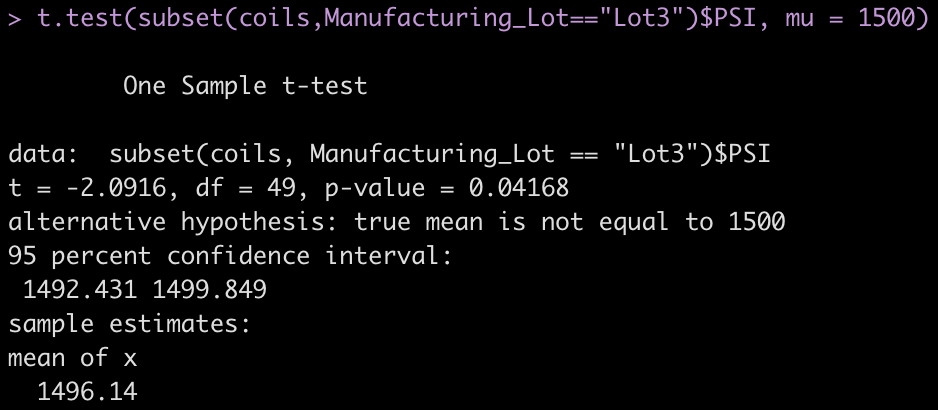 > t.test(subset(coils,Manufacturing_Lot=="Lot3")$PSI, mu = 1500)
One Sample t-test
data:  subset(coils, Manufacturing_Lot == "Lot3")$PSI
t = -2.0916, df = 49, p-value = 0.04168
alternative hypothesis: true mean is not equal to 1500
95 percent confidence interval:
1492.431 1499.849
sample estimates:
mean of x
1496.14